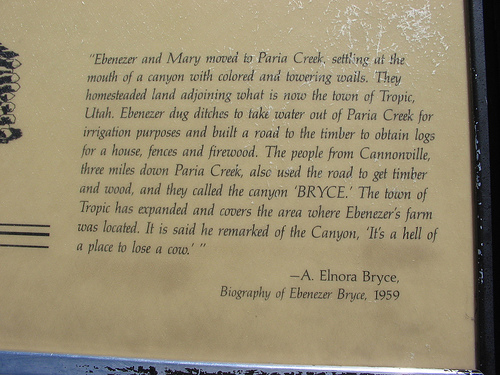 "Ebenezer and Mary moved to Paria Creek, settling at the
mouth of a canyon with colored and towering walls. They
homesteaded land adjoining what is now the town of Tropic,
Utah. Ebenezer dug ditches to take water out of Paria Creek for
irrigation purposes and built a road to the timber to obtain logs
for a house, fences and firewood. The people from Cannonville,
three miles down Paria Creek, also used the road to get timber
and wood, and they called the canyon 'BRYCE.' The town of
Tropic has expanded and covers the area where Ebenezer's farm
was located. It is said he remarked of the Canyon, 'It's a hell of
a place to lose a cow.' "
—A. Elnora Bryce,
Biography of Ebenezer Bryce, 1959